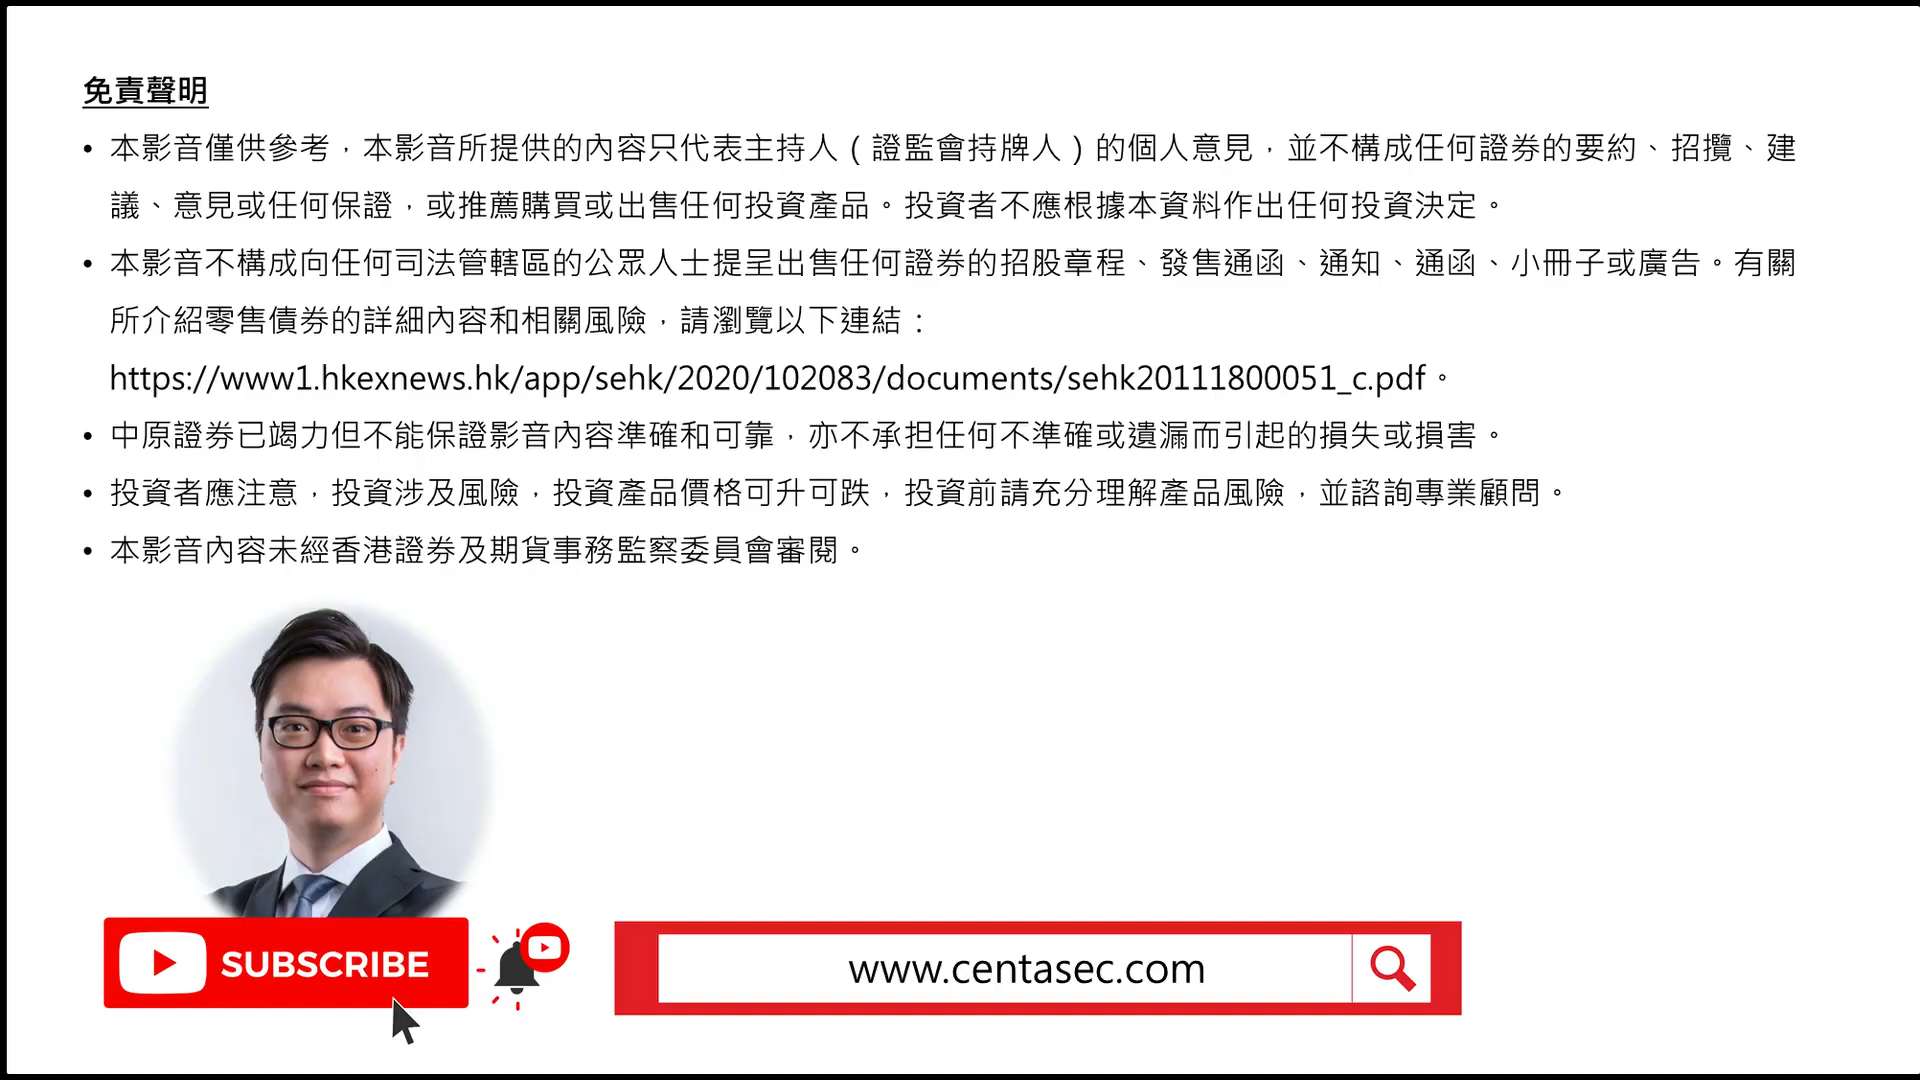 免責聲明
• 本影音僅供參考，本影音所提供的內容只代表主持人（證監會持牌人）的個人意見，並不構成任何證券的要約、招攬、建
議、意見或任何保證，或推薦購買或出售任何投資產品。投資者不應根據本資料作出任何投資決定。
• 本影音不構成向任何司法管轄區的公眾人士提呈出售任何證券的招股章程、發售通函、通知、通函、小冊子或廣告。有關
所介紹零售債券的詳細內容和相關風險，請瀏覽以下連結：
https://www1.hkexnews.hk/app/sehk/2020/102083/documents/sehk20111800051_c.pdf。
• 中原證券已竭力但不能保證影音內容準確和可靠，亦不承担任何不準確或遺漏而引起的損失或損害。
• 投資者應注意，投資涉及風險，投資產品價格可升可跌，投資前請充分理解產品風險，並諮詢專業顧問。
• 本影音內容未經香港證券及期貨事務監察委員會審閱。
SUBSCRIBE
www.centasec.com